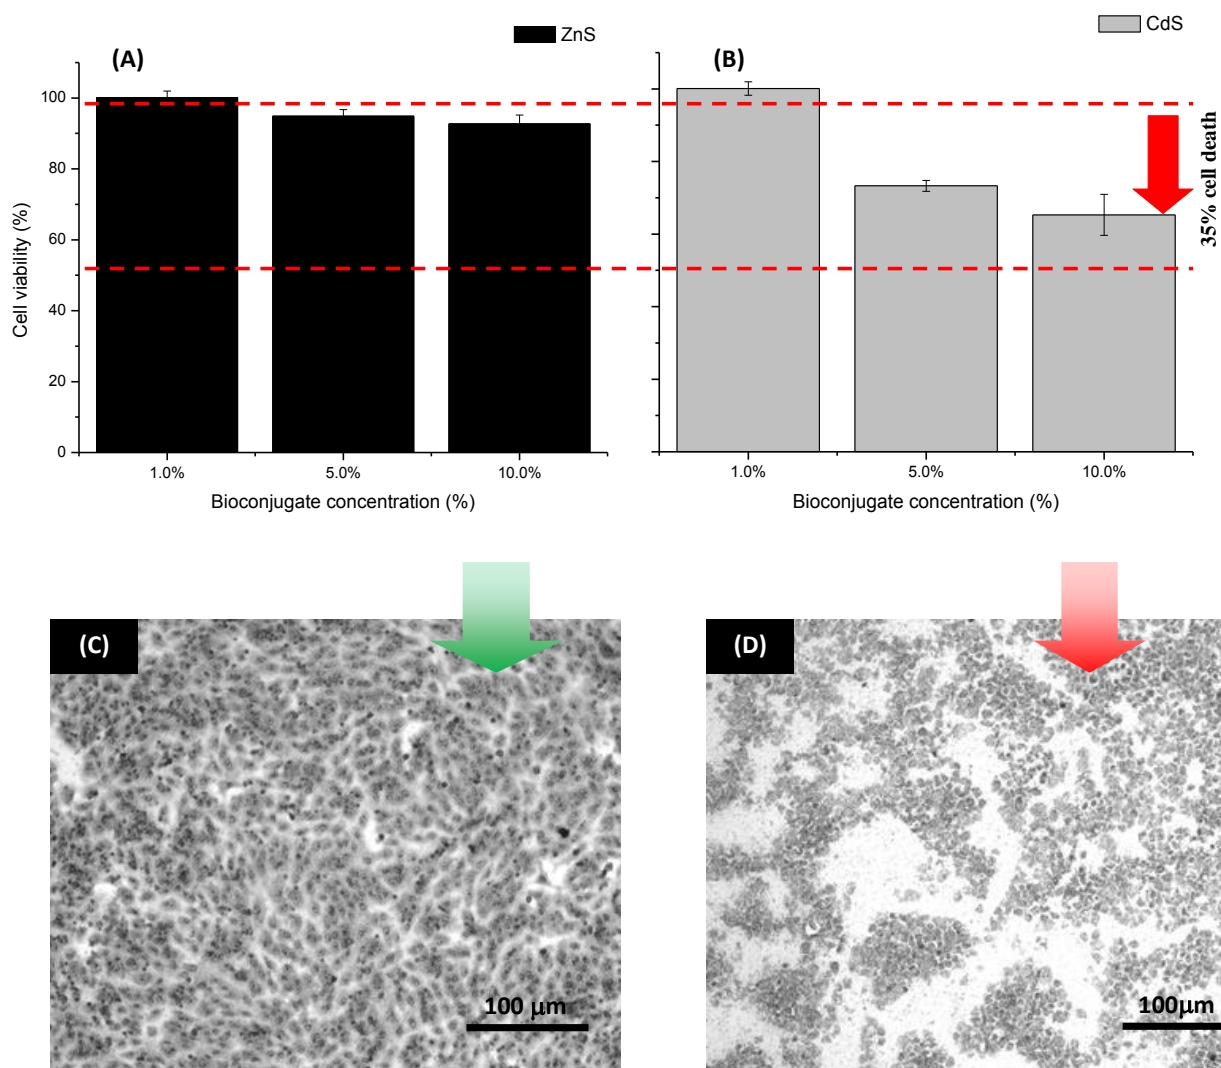 ZnS
CdS
(A)
(B)
100
80
60
40
20
0
Cell viability (%)
35% cell death
1.0%
5.0%
10.0%
1.0%
5.0%
10.0%
Bioconjugate concentration (%)
Bioconjugate concentration (%)
(C)
(D)
100 μm
100μm